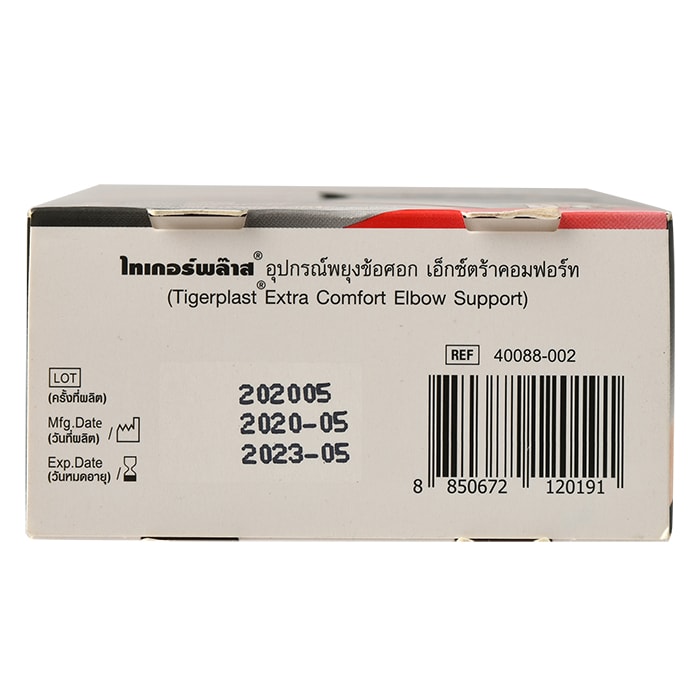 ไทเกอร์พล๊าส® อุปกรณ์พยุงข้อศอก เอ็กซ์ตร้าคอมฟอร์ท
(Tigerplast® Extra Comfort Elbow Support)
REF 40088-002
LOT 202005
(ครั้งที่ผลิต)
Mfg.Date / 2020-05
(วันที่ผลิต)
Exp.Date / 2023-05
(วันหมดอายุ)
8 850672 120191